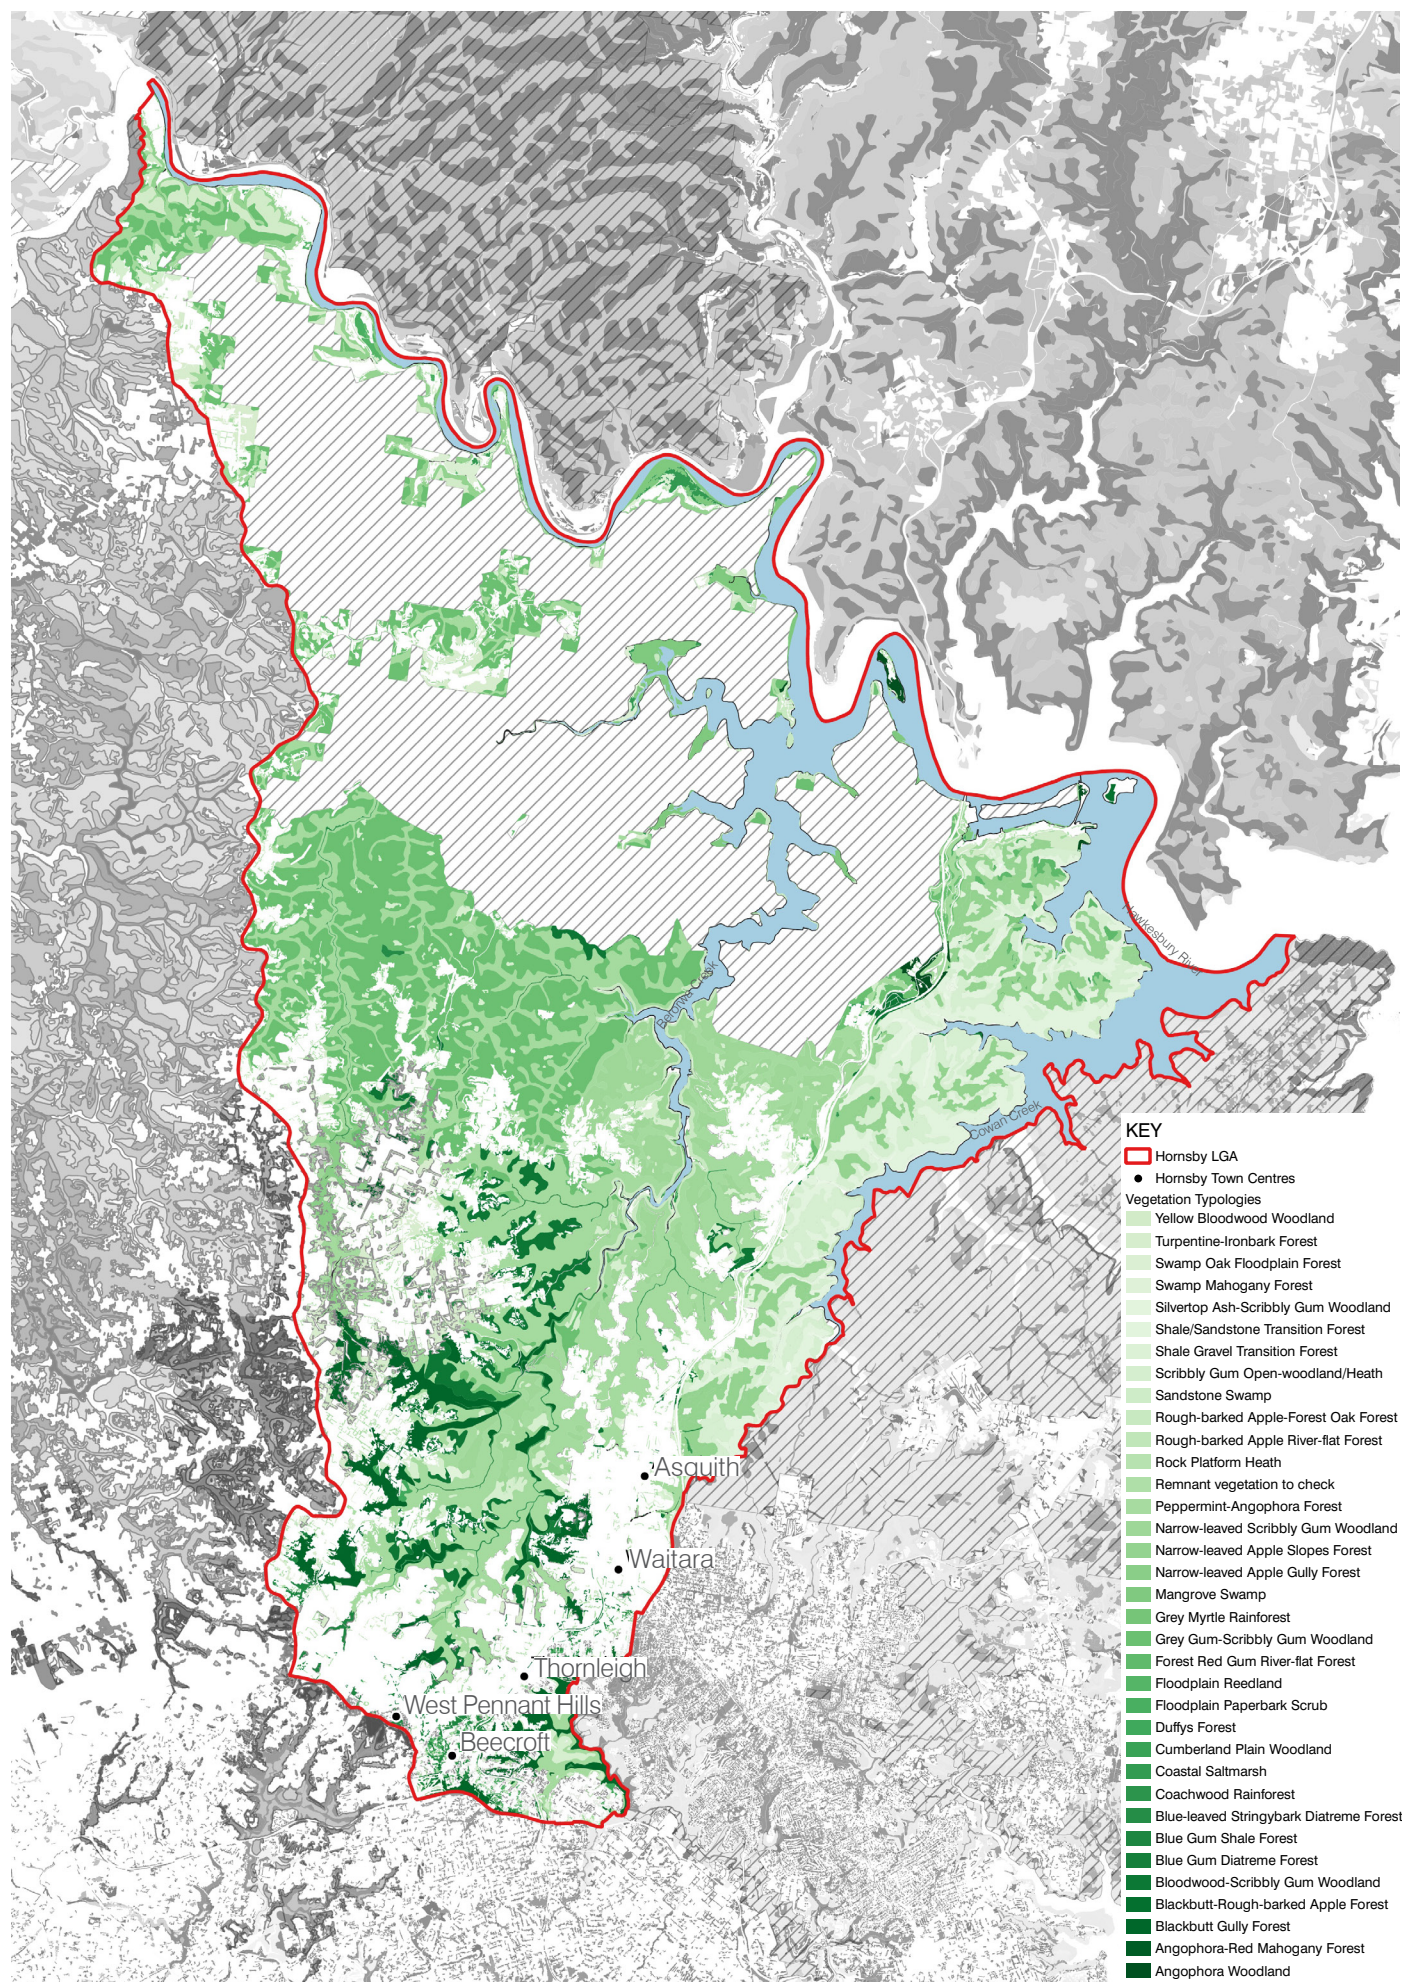 Hawkesbury River
Berowra Creek
Cowan Creek
Asquith
Waitara
Thornleigh
West Pennant Hills
Beecroft
KEY
Hornsby LGA
Hornsby Town Centres
Vegetation Typologies
Yellow Bloodwood Woodland
Turpentine-Ironbark Forest
Swamp Oak Floodplain Forest
Swamp Mahogany Forest
Silvertop Ash-Scribbly Gum Woodland
Shale/Sandstone Transition Forest
Shale Gravel Transition Forest
Scribbly Gum Open-woodland/Heath
Sandstone Swamp
Rough-barked Apple-Forest Oak Forest
Rough-barked Apple River-flat Forest
Rock Platform Heath
Remnant vegetation to check
Peppermint-Angophora Forest
Narrow-leaved Scribbly Gum Woodland
Narrow-leaved Apple Slopes Forest
Narrow-leaved Apple Gully Forest
Mangrove Swamp
Grey Myrtle Rainforest
Grey Gum-Scribbly Gum Woodland
Forest Red Gum River-flat Forest
Floodplain Reedland
Floodplain Paperbark Scrub
Duffys Forest
Cumberland Plain Woodland
Coastal Saltmarsh
Coachwood Rainforest
Blue-leaved Stringybark Diatreme Forest
Blue Gum Shale Forest
Blue Gum Diatreme Forest
Bloodwood-Scribbly Gum Woodland
Blackbutt-Rough-barked Apple Forest
Blackbutt Gully Forest
Angophora-Red Mahogany Forest
Angophora Woodland